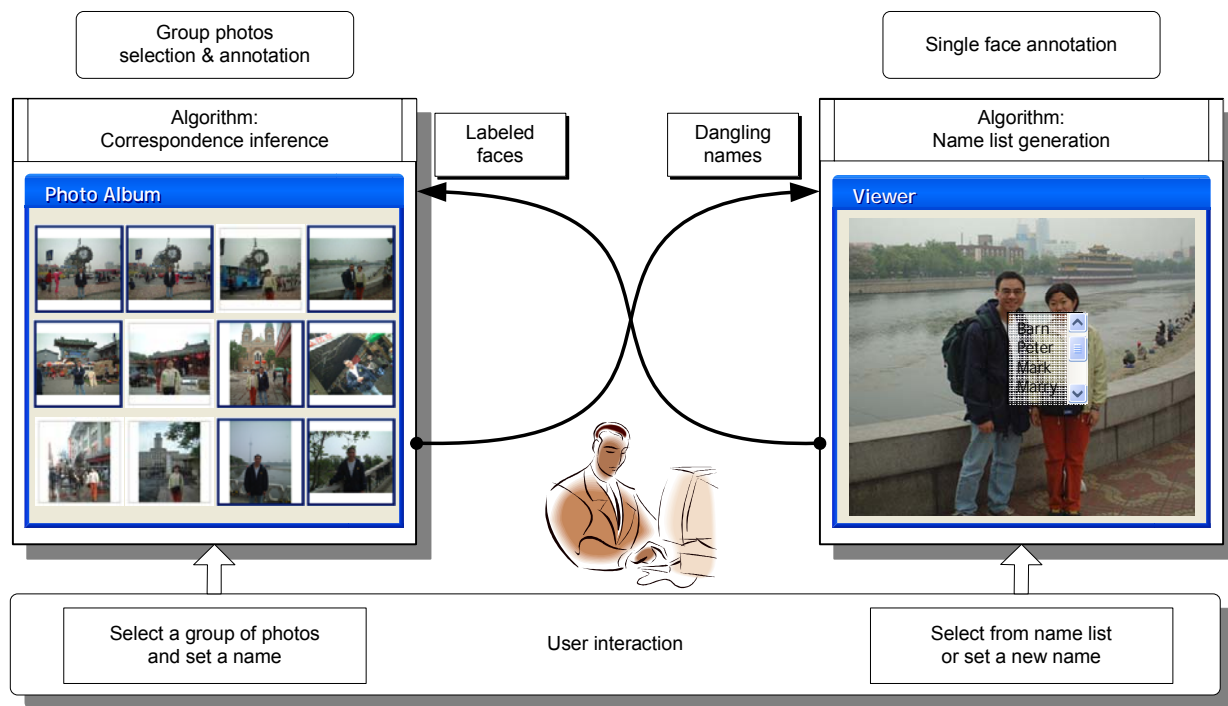 Group photos
selection & annotation
Single face annotation
Algorithm:
Correspondence inference
Labeled
faces
Dangling
names
Algorithm:
Name list generation
Photo Album
Viewer
Barn
Peter
Mark
Marry
Select a group of photos
and set a name
User interaction
Select from name list
or set a new name